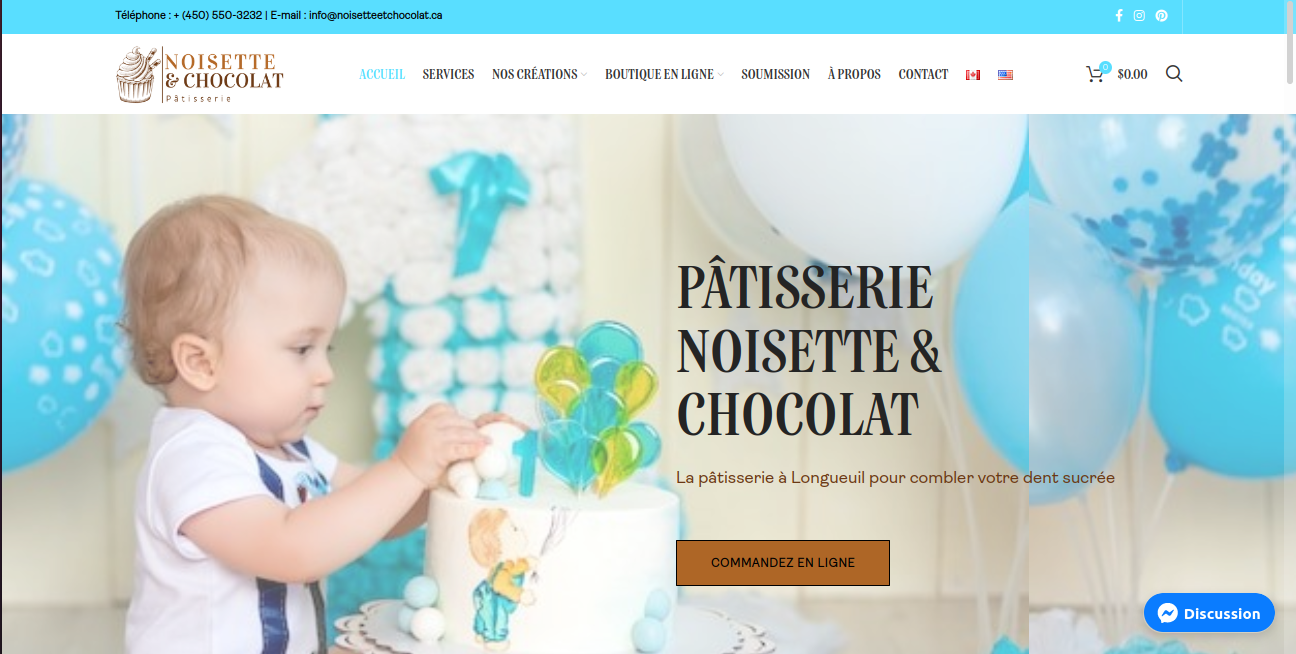 Téléphone : + (450) 550-3232 | E-mail : info@noisetteetchocolat.ca
NOISETTE
& CHOCOLAT
Pâtisserie
ACCUEIL SERVICES NOS CRÉATIONS BOUTIQUE EN LIGNE SOUMISSION À PROPOS CONTACT
0
$0.00
PÂTISSERIE
NOISETTE &
CHOCOLAT
La pâtisserie à Longueuil pour combler votre dent sucrée
COMMANDEZ EN LIGNE
Discussion
1